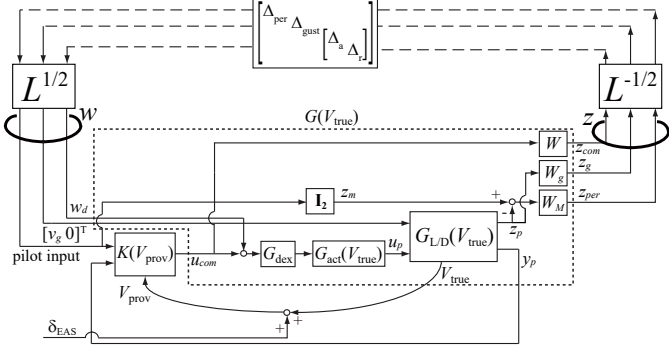 Δper
Δgust
Δa
Δr
L^1/2
L^-1/2
w
z
G(Vtrue)
W
zcom
Wg
zg
wd
I2
zm
+
WM
zper
-
zp
[vg 0]^T
pilot input
K(Vprov)
ucom
Gdex
Gact(Vtrue)
up
GL/D(Vtrue)
Vtrue
yp
Vprov
δEAS
+
+